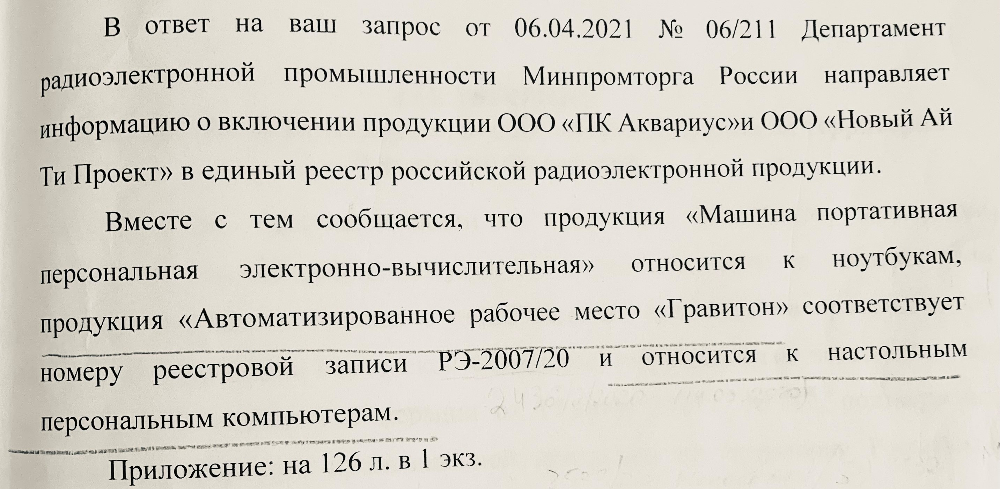 В ответ на ваш запрос от 06.04.2021 № 06/211 Департамент
радиоэлектронной промышленности Минпромторга России направляет
информацию о включении продукции ООО «ПК Аквариус»и ООО «Новый Ай
Ти Проект» в единый реестр российской радиоэлектронной продукции.
Вместе с тем сообщается, что продукция «Машина портативная
персональная электронно-вычислительная» относится к ноутбукам,
продукция «Автоматизированное рабочее место «Гравитон» соответствует
номеру реестровой записи РЭ-2007/20 и относится к настольным
персональным компьютерам.
Приложение: на 126 л. в 1 экз.